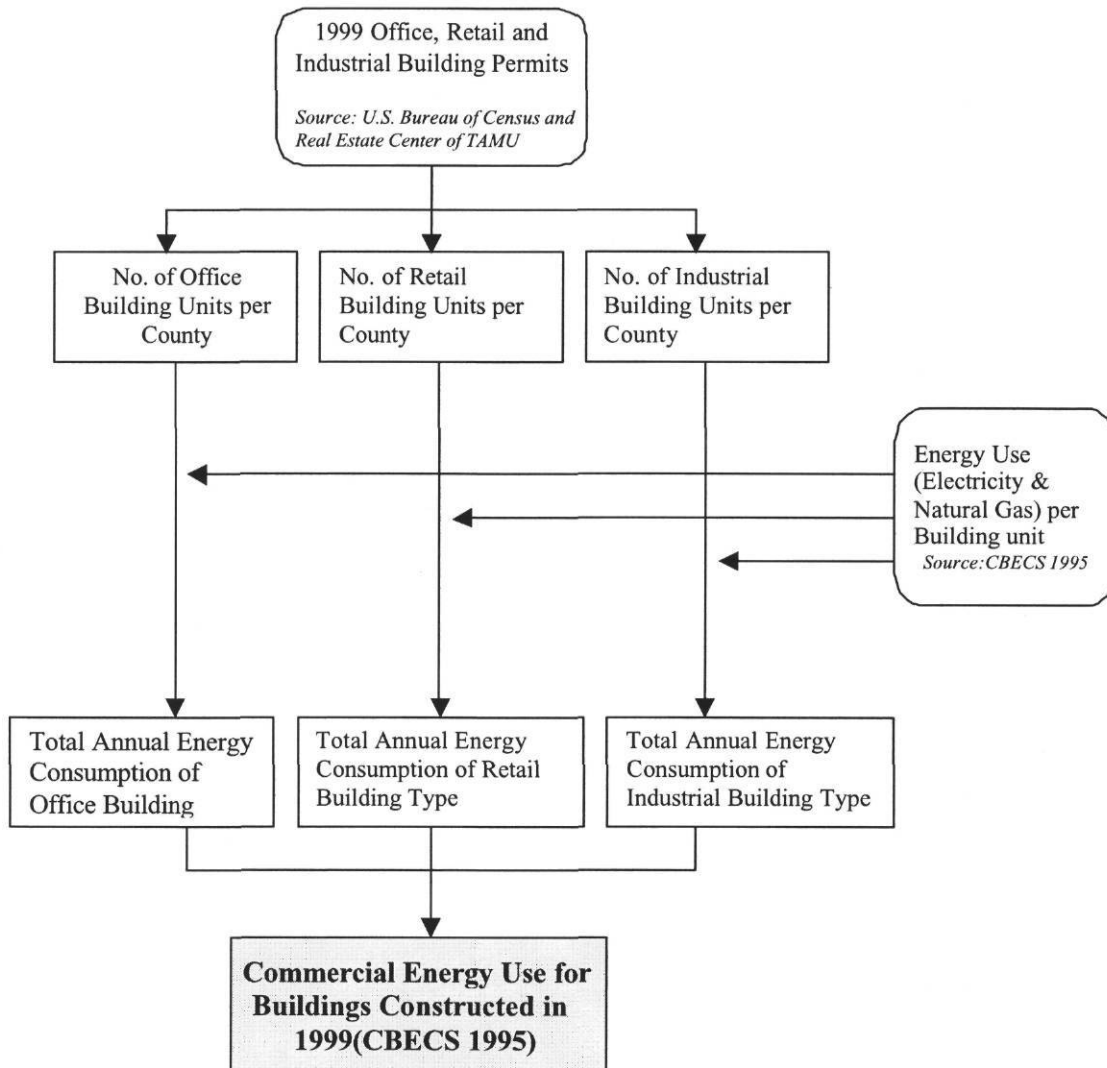 1999 Office, Retail and
Industrial Building Permits
Source: U.S. Bureau of Census and
Real Estate Center of TAMU
No. of Office
Building Units per
County
No. of Retail
Building Units per
County
No. of Industrial
Building Units per
County
Energy Use
(Electricity &
Natural Gas) per
Building unit
Source:CBECS 1995
Total Annual Energy
Consumption of
Office Building
Total Annual Energy
Consumption of Retail
Building Type
Total Annual Energy
Consumption of
Industrial Building Type
Commercial Energy Use for
Buildings Constructed in
1999(CBECS 1995)